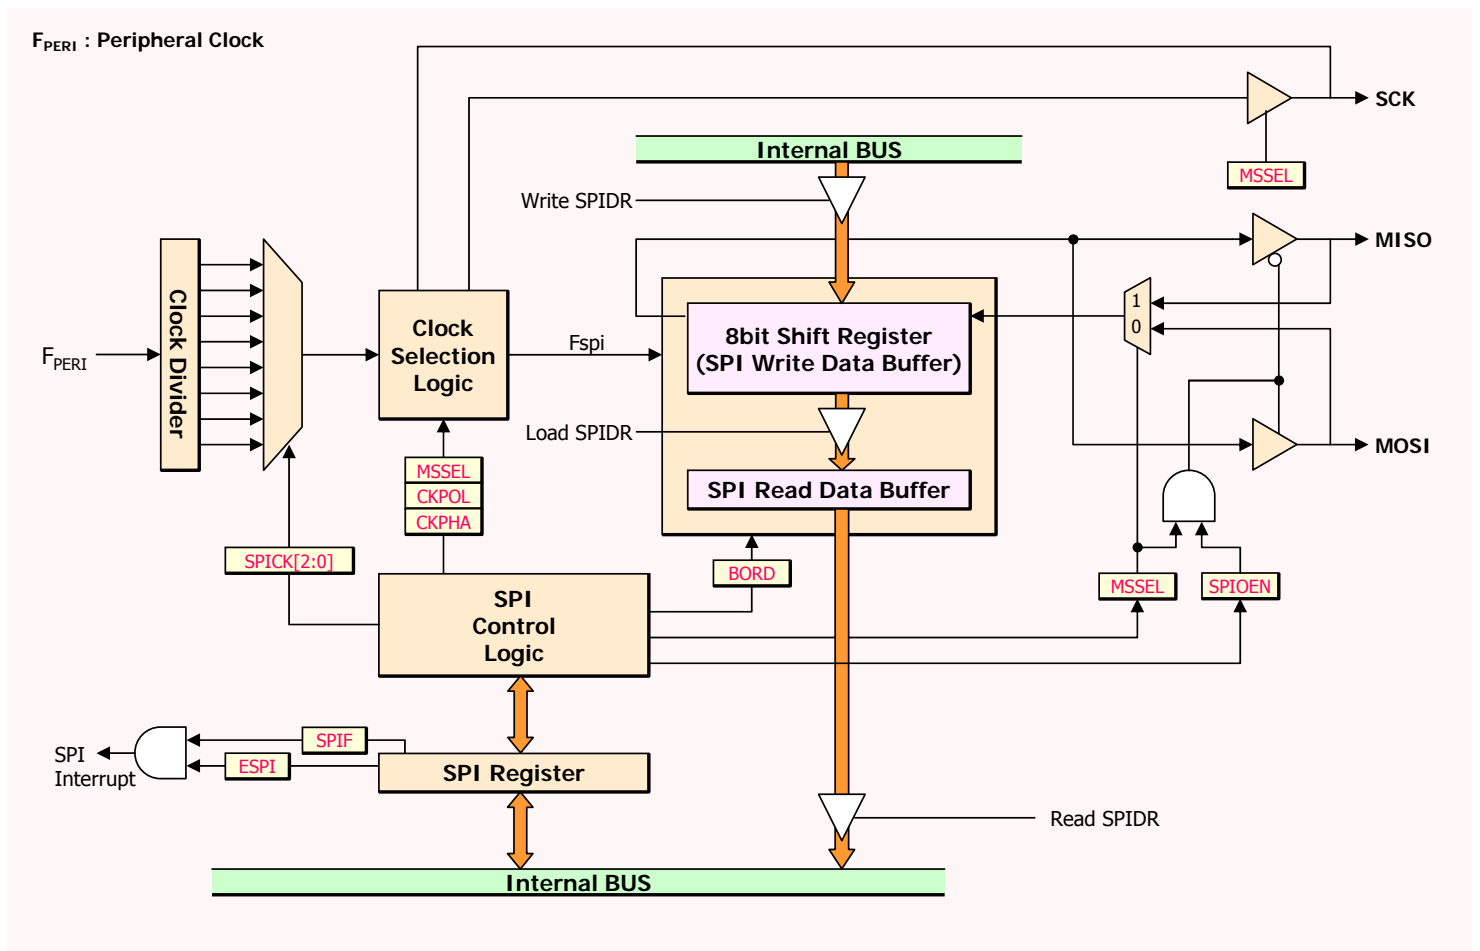 F_PERI : Peripheral Clock
SCK
Internal BUS
MSSEL
Write SPIDR
MISO
Clock Divider
1
0
Clock
Selection
Logic
8bit Shift Register
(SPI Write Data Buffer)
Fspi
F_PERI
Load SPIDR
MOSI
MSSEL
CKPOL
CKPHA
SPI Read Data Buffer
SPICK[2:0]
BORD
MSSEL
SPIOEN
SPI
Control
Logic
SPIF
SPI
Interrupt
ESPI
SPI Register
Read SPIDR
Internal BUS